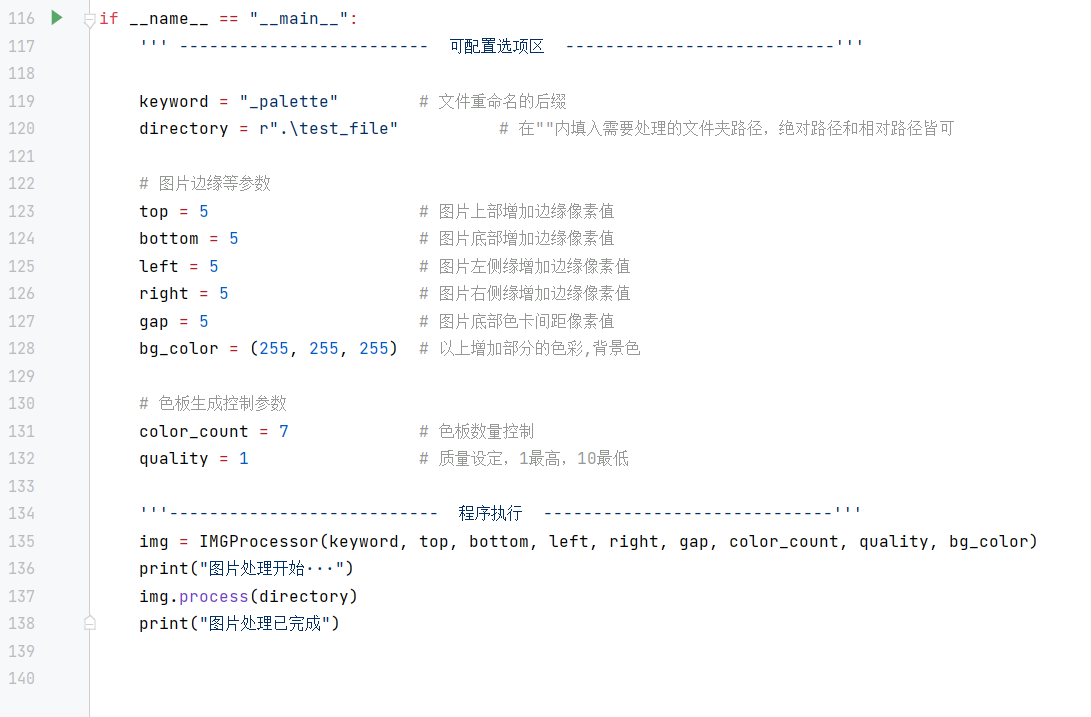 116 if __name__ == "__main__":
117 ''' ------------------------- 可配置选项区 ---------------------------'''
118
119 keyword = "_palette" # 文件重命名的后缀
120 directory = r".\test_file" # 在""内填入需要处理的文件夹路径，绝对路径和相对路径皆可
121
122 # 图片边缘等参数
123 top = 5 # 图片上部增加边缘像素值
124 bottom = 5 # 图片底部增加边缘像素值
125 left = 5 # 图片左侧缘增加边缘像素值
126 right = 5 # 图片右侧缘增加边缘像素值
127 gap = 5 # 图片底部色卡间距像素值
128 bg_color = (255, 255, 255) # 以上增加部分的色彩,背景色
129
130 # 色板生成控制参数
131 color_count = 7 # 色板数量控制
132 quality = 1 # 质量设定，1最高，10最低
133
134 '''--------------------------- 程序执行 -----------------------------'''
135 img = IMGProcessor(keyword, top, bottom, left, right, gap, color_count, quality, bg_color)
136 print("图片处理开始···")
137 img.process(directory)
138 print("图片处理已完成")
139
140